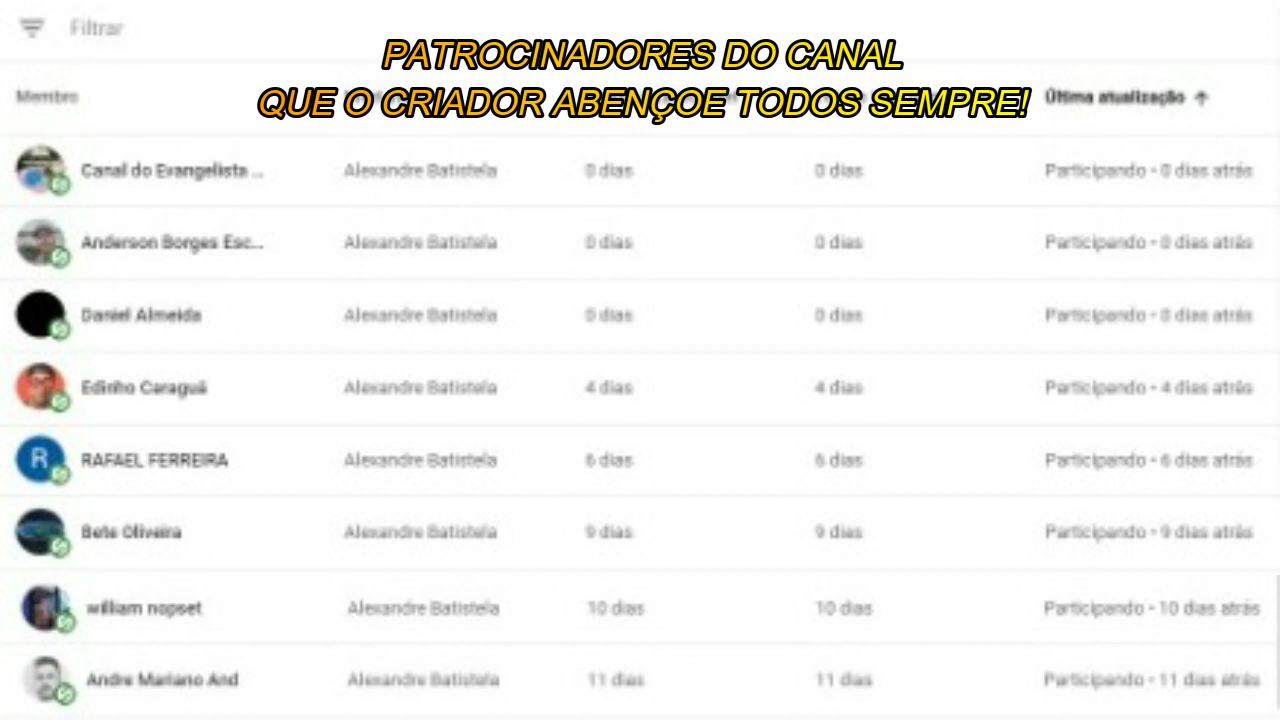 Filtrar
PATROCINADORES DO CANAL
QUE O CRIADOR ABENÇOE TODOS SEMPRE!
Membro Última atualização ↑
Canal do Evangelista ... Alexandre Batistela 0 dias 0 dias Participando - 0 dias atrás
Anderson Borges Esc... Alexandre Batistela 0 dias 0 dias Participando - 0 dias atrás
Daniel Almeida Alexandre Batistela 0 dias 0 dias Participando - 0 dias atrás
Edinho Caraguá Alexandre Batistela 4 dias 4 dias Participando - 4 dias atrás
R RAFAEL FERREIRA Alexandre Batistela 6 dias 6 dias Participando - 6 dias atrás
Bete Oliveira Alexandre Batistela 9 dias 9 dias Participando - 9 dias atrás
william nopset Alexandre Batistela 10 dias 10 dias Participando - 10 dias atrás
Andre Mariano And Alexandre Batistela 11 dias 11 dias Participando - 11 dias atrás